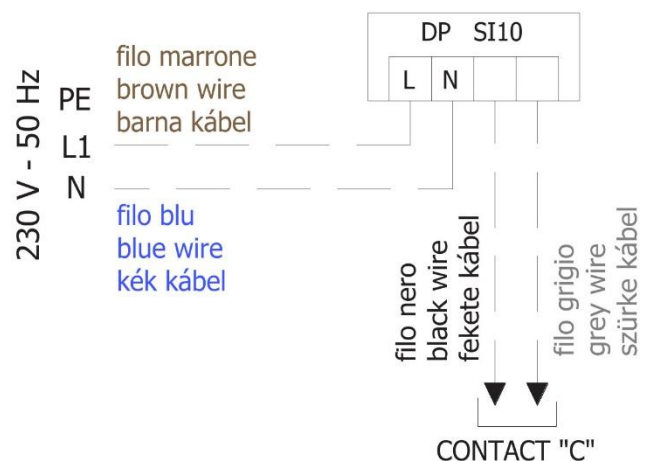 DP SI10
L N
230 V - 50 Hz
PE
L1
N
filo marrone
brown wire
barna kábel
filo blu
blue wire
kék kábel
filo nero
black wire
fekete kábel
filo grigio
grey wire
szürke kábel
CONTACT "C"